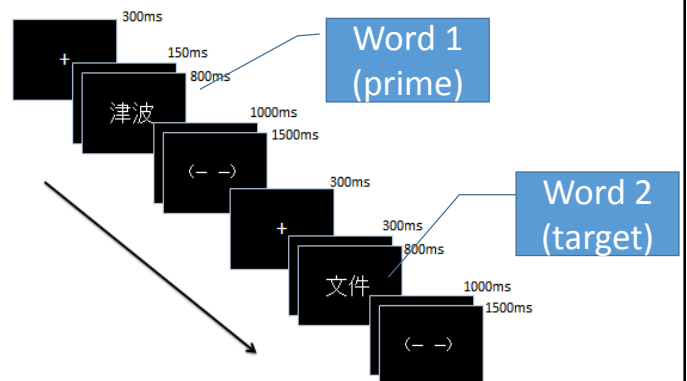 300ms
+
150ms
800ms
津波
Word 1
(prime)
1000ms
1500ms
(– –)
300ms
+
300ms
800ms
文件
Word 2
(target)
1000ms
1500ms
(– –)